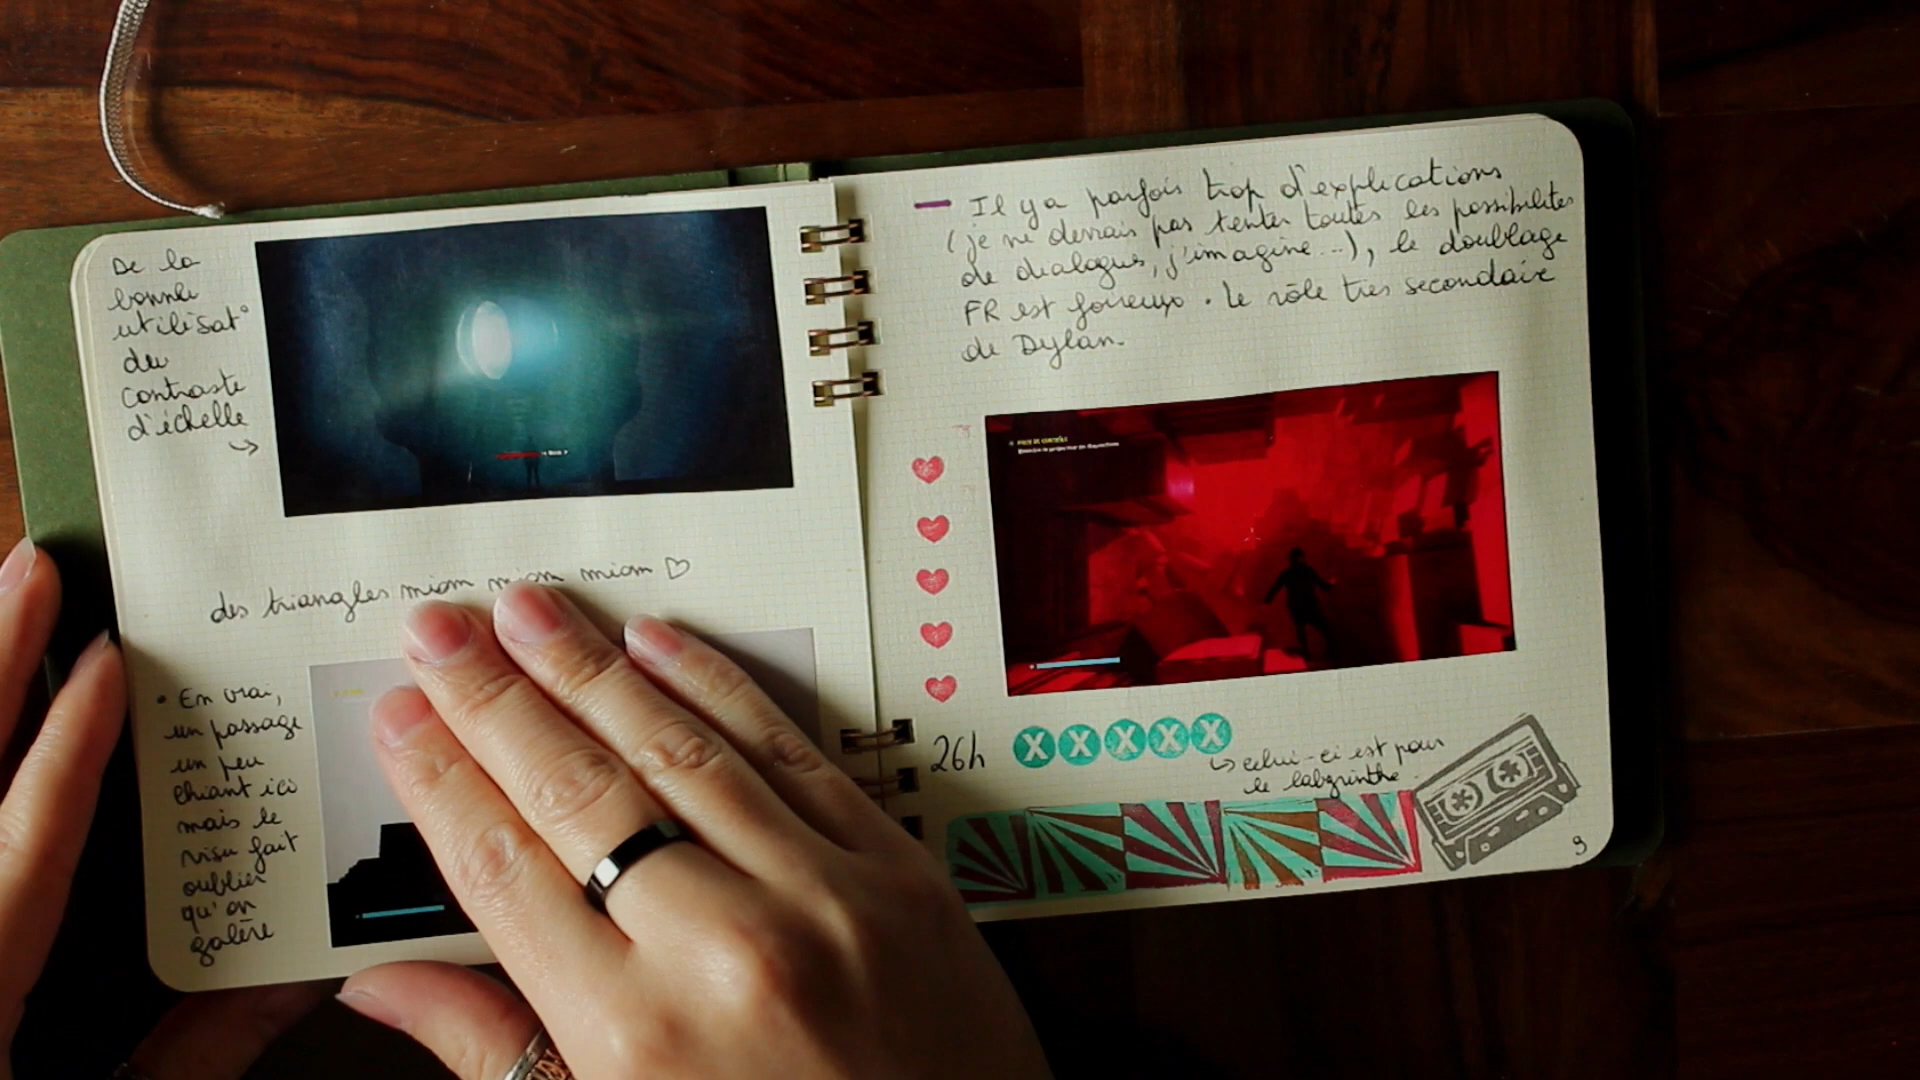 De la
bonne
utilisat°
du
contraste
d'échelle
des triangles miam miam miam ♡
• En vrai,
un passage
un peu
chiant ici
mais le
visu fait
oublier
qu'on
galère
— Il y a parfois trop d'explications
(je ne devrais pas tenter toutes les possibilités
de dialogues, j'imagine...), le doublage
FR est foireux. Le rôle très secondaire
de Dylan.
26h XXXXX
↳ celui-ci est pour
le labyrinthe.
9